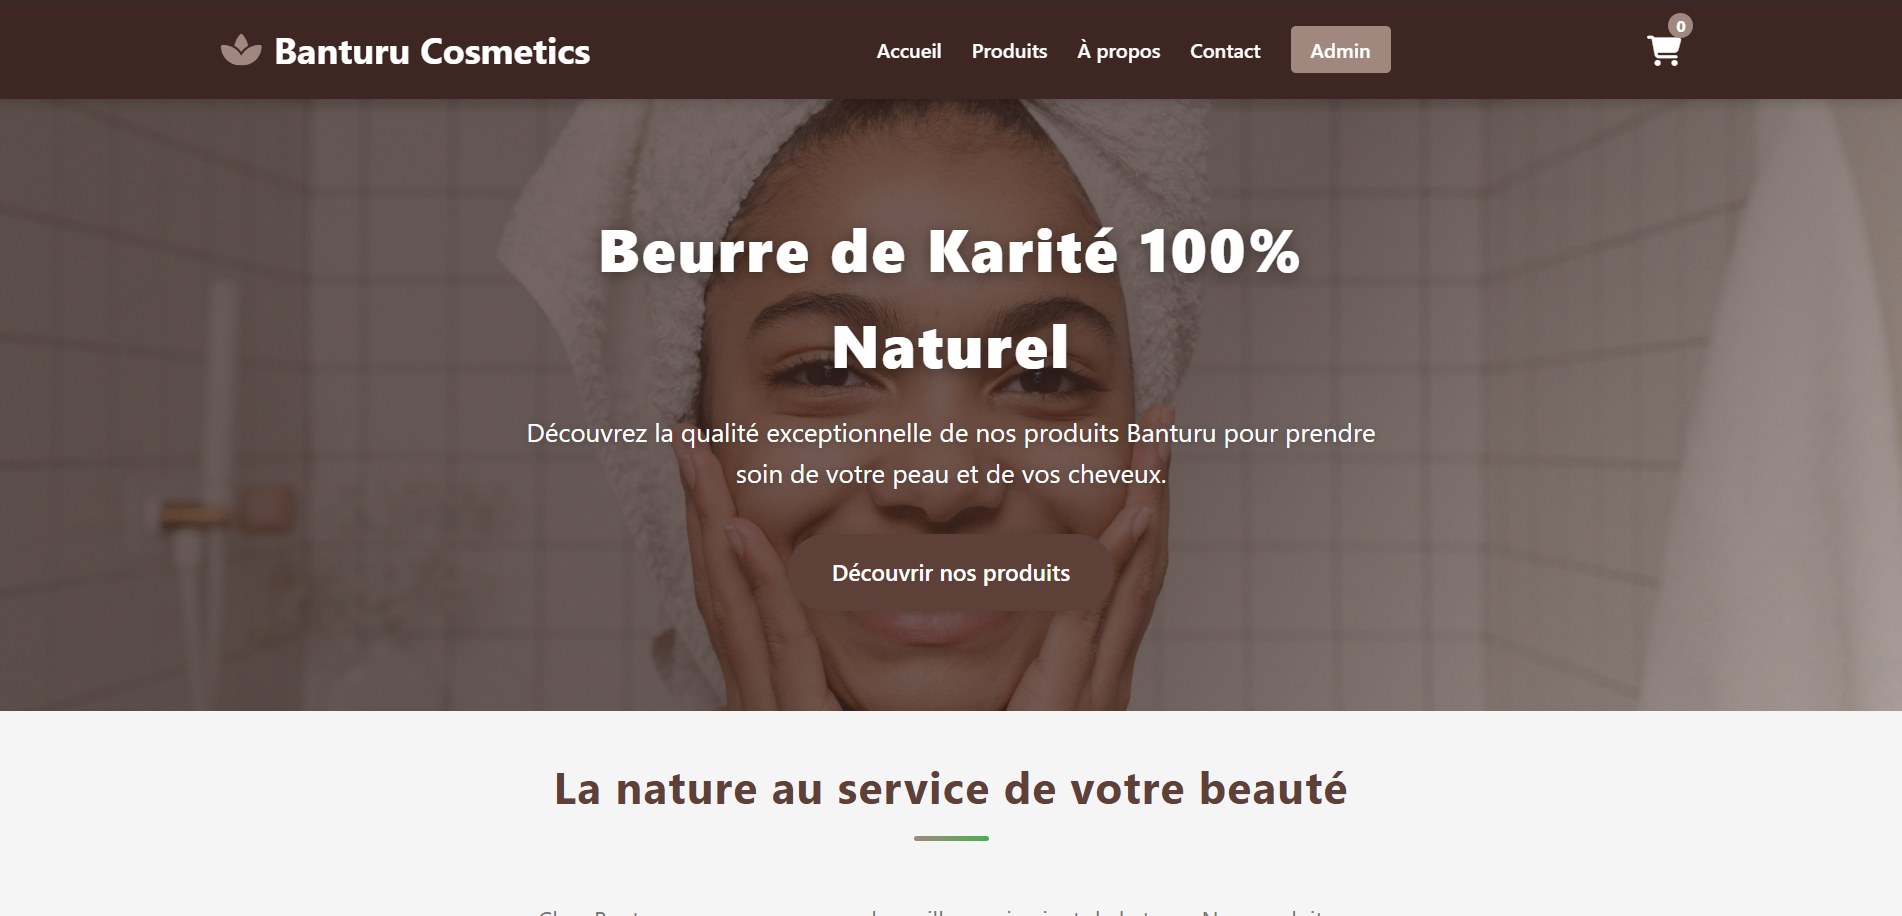 Banturu Cosmetics
Accueil
Produits
À propos
Contact
Admin
0
Beurre de Karité 100%
Naturel
Découvrez la qualité exceptionnelle de nos produits Banturu pour prendre
soin de votre peau et de vos cheveux.
Découvrir nos produits
La nature au service de votre beauté